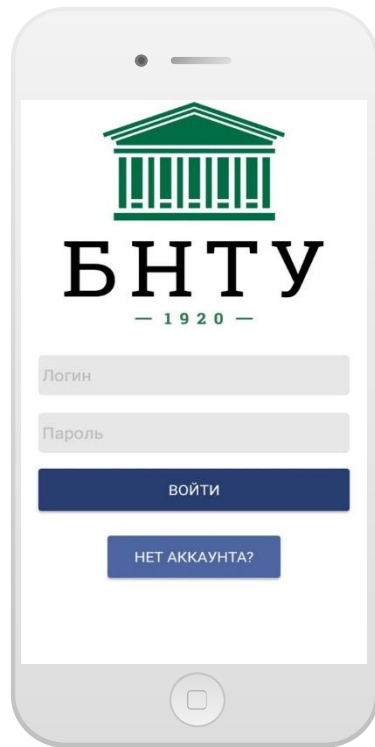 БНТУ
— 1920 —
Логин
Пароль
ВОЙТИ
НЕТ АККАУНТА?